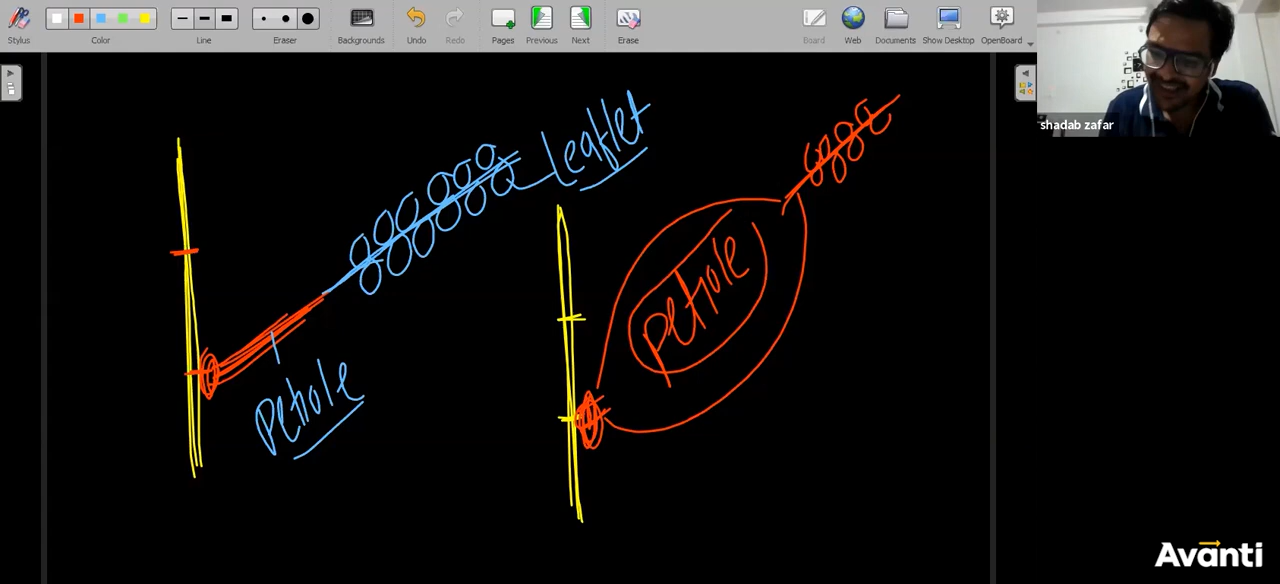 Stylus
Color
Line
Eraser
Backgrounds
Undo
Redo
Pages
Previous
Next
Erase
Board
Web
Documents
Show Desktop
OpenBoard
shadab zafar
Leaflet
Petiole
Petiole
Avanti